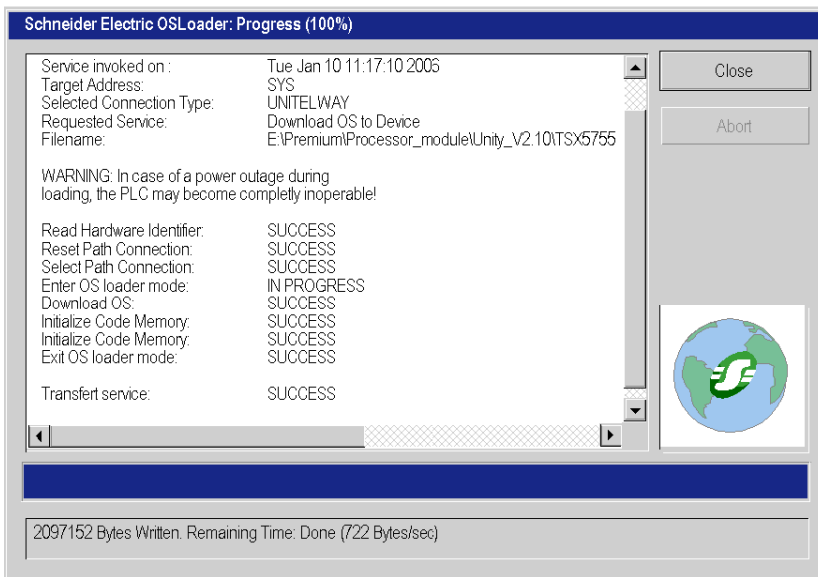 Schneider Electric OSLoader: Progress (100%)
Service invoked on : Tue Jan 10 11:17:10 2006
Target Address: SYS
Selected Connection Type: UNITELWAY
Requested Service: Download OS to Device
Filename: E:\Premium\Processor_module\Unity_V2.10\TSX5755
WARNING: In case of a power outage during
loading, the PLC may become completly inoperable!
Read Hardware Identifier: SUCCESS
Reset Path Connection: SUCCESS
Select Path Connection: SUCCESS
Enter OS loader mode: IN PROGRESS
Download OS: SUCCESS
Initialize Code Memory: SUCCESS
Initialize Code Memory: SUCCESS
Exit OS loader mode: SUCCESS
Transfert service: SUCCESS
Close
Abort
2097152 Bytes Written. Remaining Time: Done (722 Bytes/sec)